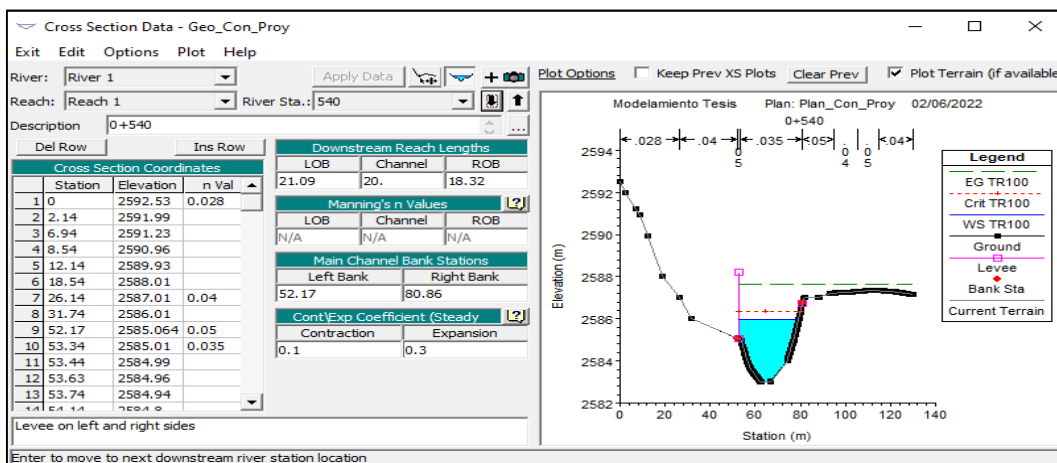 Cross Section Data - Geo_Con_Proy
Exit Edit Options Plot Help
River: River 1 Apply Data + Plot Options Keep Prev XS Plots Clear Prev Plot Terrain (if available
Reach: Reach 1 River Sta.: 540
Description 0+540 ...
Del Row Ins Row
Cross Section Coordinates
Station Elevation n Val
1 0 2592.53 0.028
2 2.14 2591.99
3 6.94 2591.23
4 8.54 2590.96
5 12.14 2589.93
6 18.54 2588.01
7 26.14 2587.01 0.04
8 31.74 2586.01
9 52.17 2585.064 0.05
10 53.34 2585.01 0.035
11 53.44 2584.99
12 53.63 2584.96
13 53.74 2584.94
14 54.14 2584.8
Downstream Reach Lengths
LOB Channel ROB
21.09 20. 18.32
Manning's n Values
LOB Channel ROB
N/A N/A N/A
Main Channel Bank Stations
Left Bank Right Bank
52.17 80.86
Cont\Exp Coefficient (Steady
Contraction Expansion
0.1 0.3
Levee on left and right sides
Enter to move to next downstream river station location
Modelamiento Tesis Plan: Plan_Con_Proy 02/06/2022
0+540
.028 .04 .05 .035 .05 .04 .05 .04
2594
2592
2590
2588
2586
2584
2582
Elevation (m)
0 20 40 60 80 100 120 140
Station (m)
Legend
EG TR100
Crit TR100
WS TR100
Ground
Levee
Bank Sta
Current Terrain